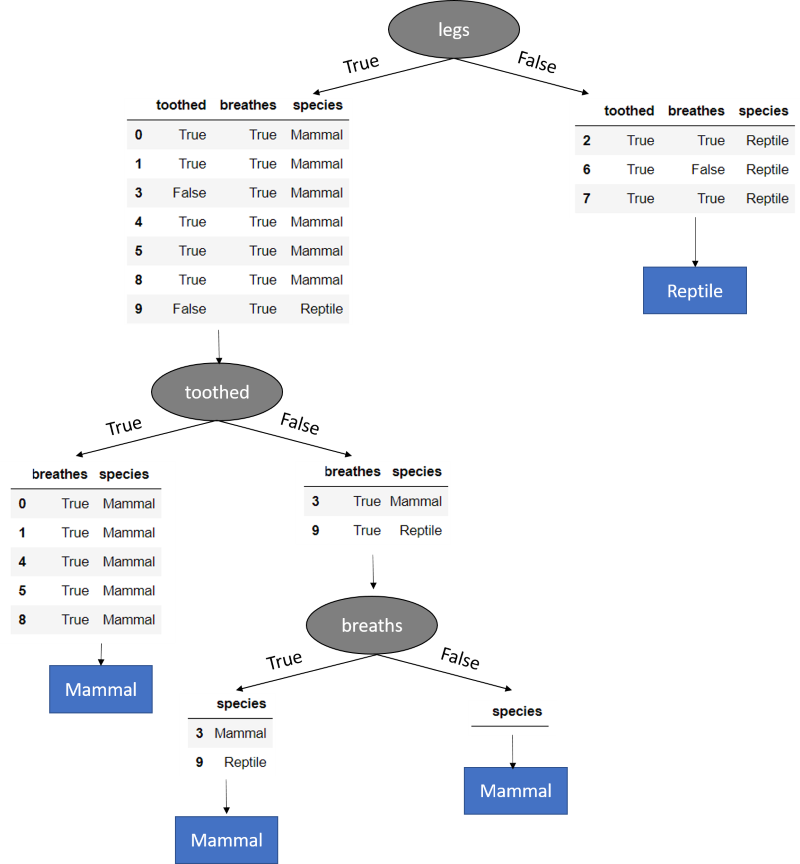 legs
True False
toothed breathes species
0 True True Mammal
1 True True Mammal
3 False True Mammal
4 True True Mammal
5 True True Mammal
8 True True Mammal
9 False True Reptile
toothed breathes species
2 True True Reptile
6 True False Reptile
7 True True Reptile
Reptile
toothed
True False
breathes species
0 True Mammal
1 True Mammal
4 True Mammal
5 True Mammal
8 True Mammal
Mammal
breathes species
3 True Mammal
9 True Reptile
breaths
True False
species
3 Mammal
9 Reptile
Mammal
species
Mammal